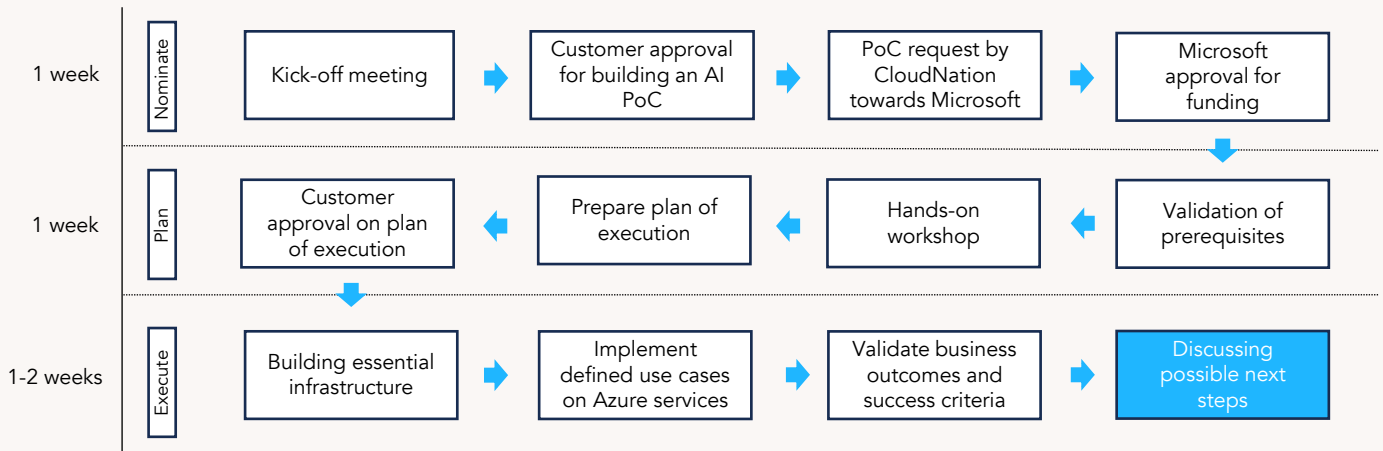 1 week
Nominate
Kick-off meeting
Customer approval
for building an AI
PoC
PoC request by
CloudNation
towards Microsoft
Microsoft
approval for
funding
1 week
Plan
Customer
approval on plan
of execution
Prepare plan of
execution
Hands-on
workshop
Validation of
prerequisites
1-2 weeks
Execute
Building essential
infrastructure
Implement
defined use cases
on Azure services
Validate business
outcomes and
success criteria
Discussing
possible next
steps